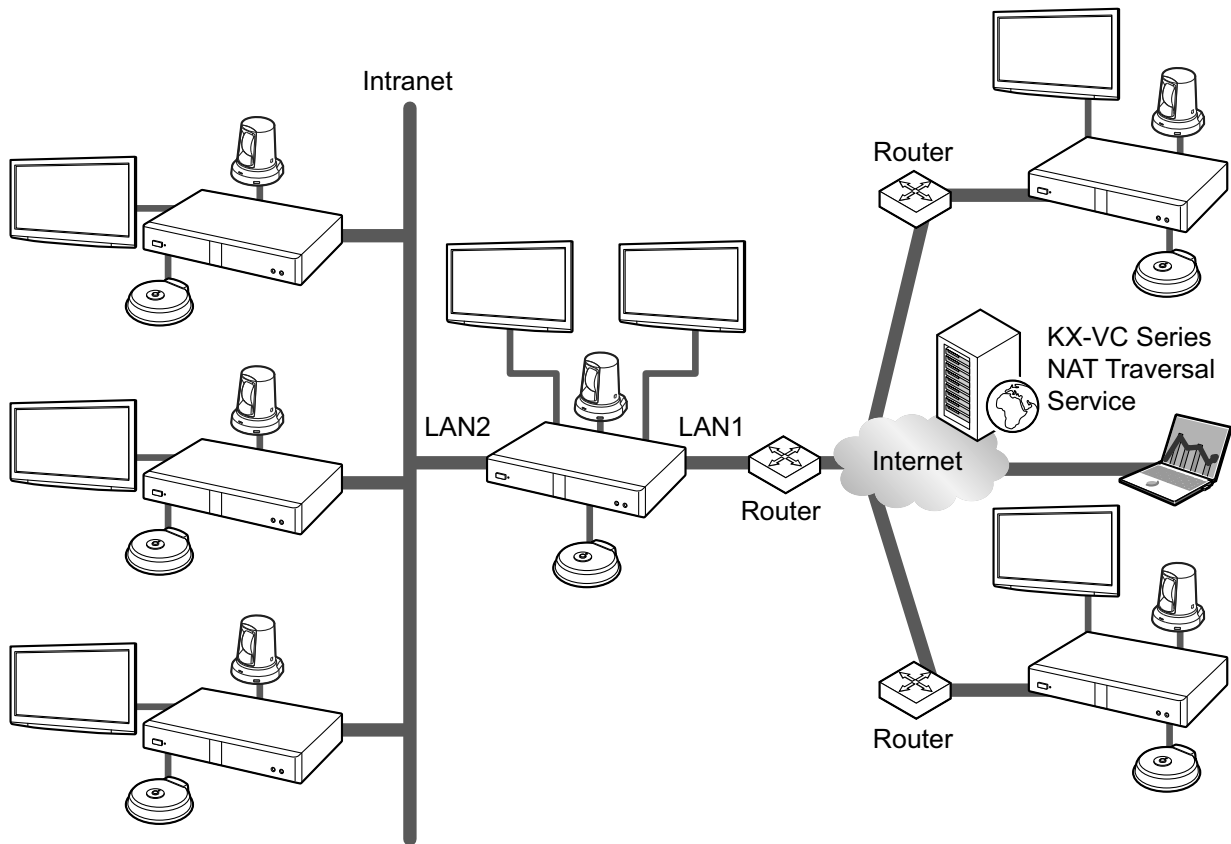 Intranet
Router
KX-VC Series
NAT Traversal
Service
LAN2
LAN1
Internet
Router
Router